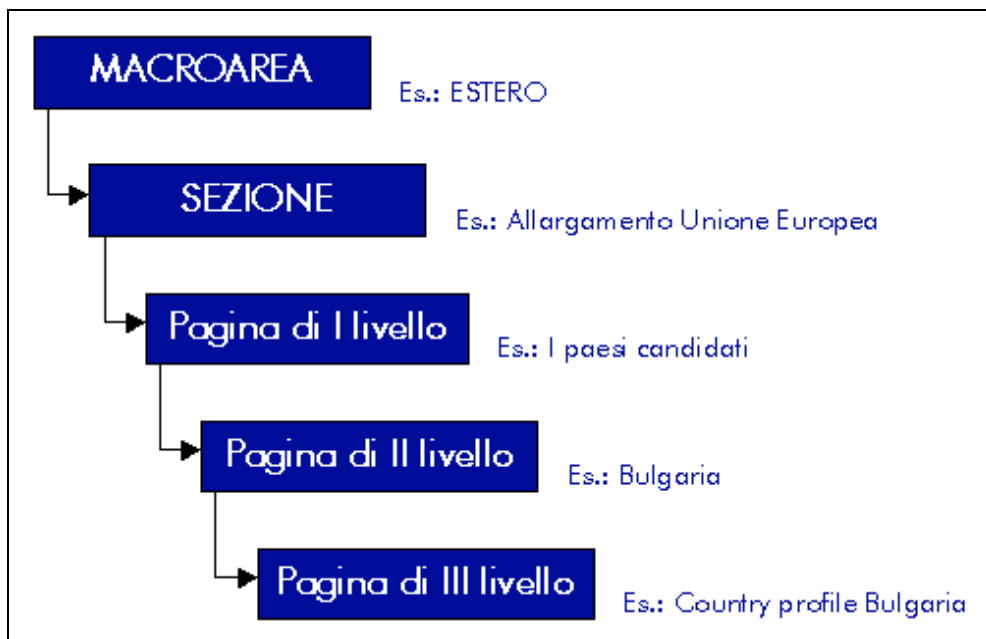 MACROAREA
Es.: ESTERO
SEZIONE
Es.: Allargamento Unione Europea
Pagina di I livello
Es.: I paesi candidati
Pagina di II livello
Es.: Bulgaria
Pagina di III livello
Es.: Country profile Bulgaria